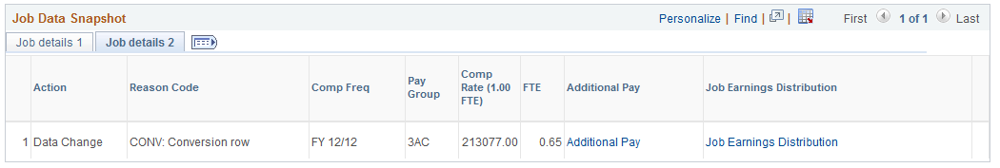 Job Data Snapshot Personalize | Find | | First 1 of 1 Last
Job details 1 Job details 2
Action Reason Code Comp Freq Pay Group Comp Rate (1.00 FTE) FTE Additional Pay Job Earnings Distribution
1 Data Change CONV: Conversion row FY 12/12 3AC 213077.00 0.65 Additional Pay Job Earnings Distribution